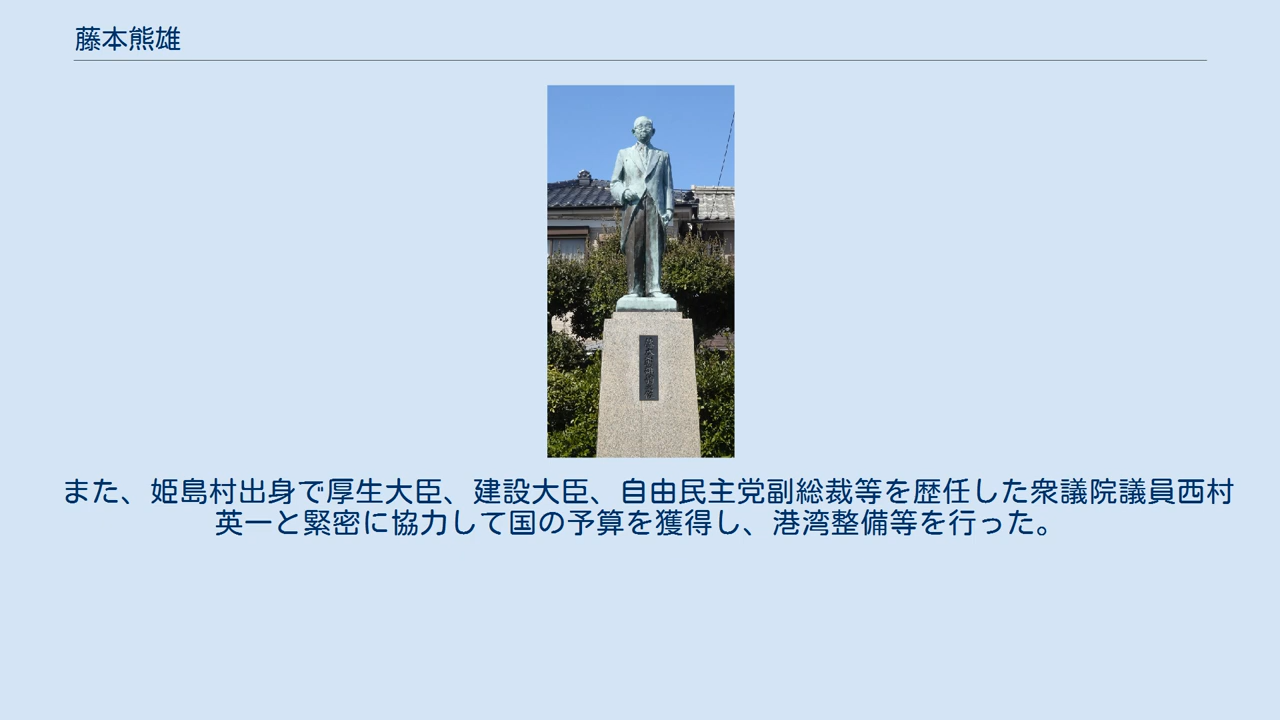 藤本熊雄
また、姫島村出身で厚生大臣、建設大臣、自由民主党副総裁等を歴任した衆議院議員西村
英一と緊密に協力して国の予算を獲得し、港湾整備等を行った。